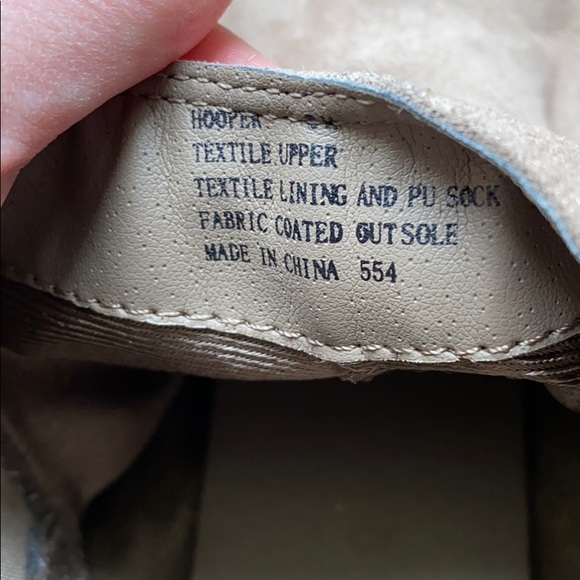 HOOPER
TEXTILE UPPER
TEXTILE LINING AND PU SOCK
FABRIC COATED OUTSOLE
MADE IN CHINA 554